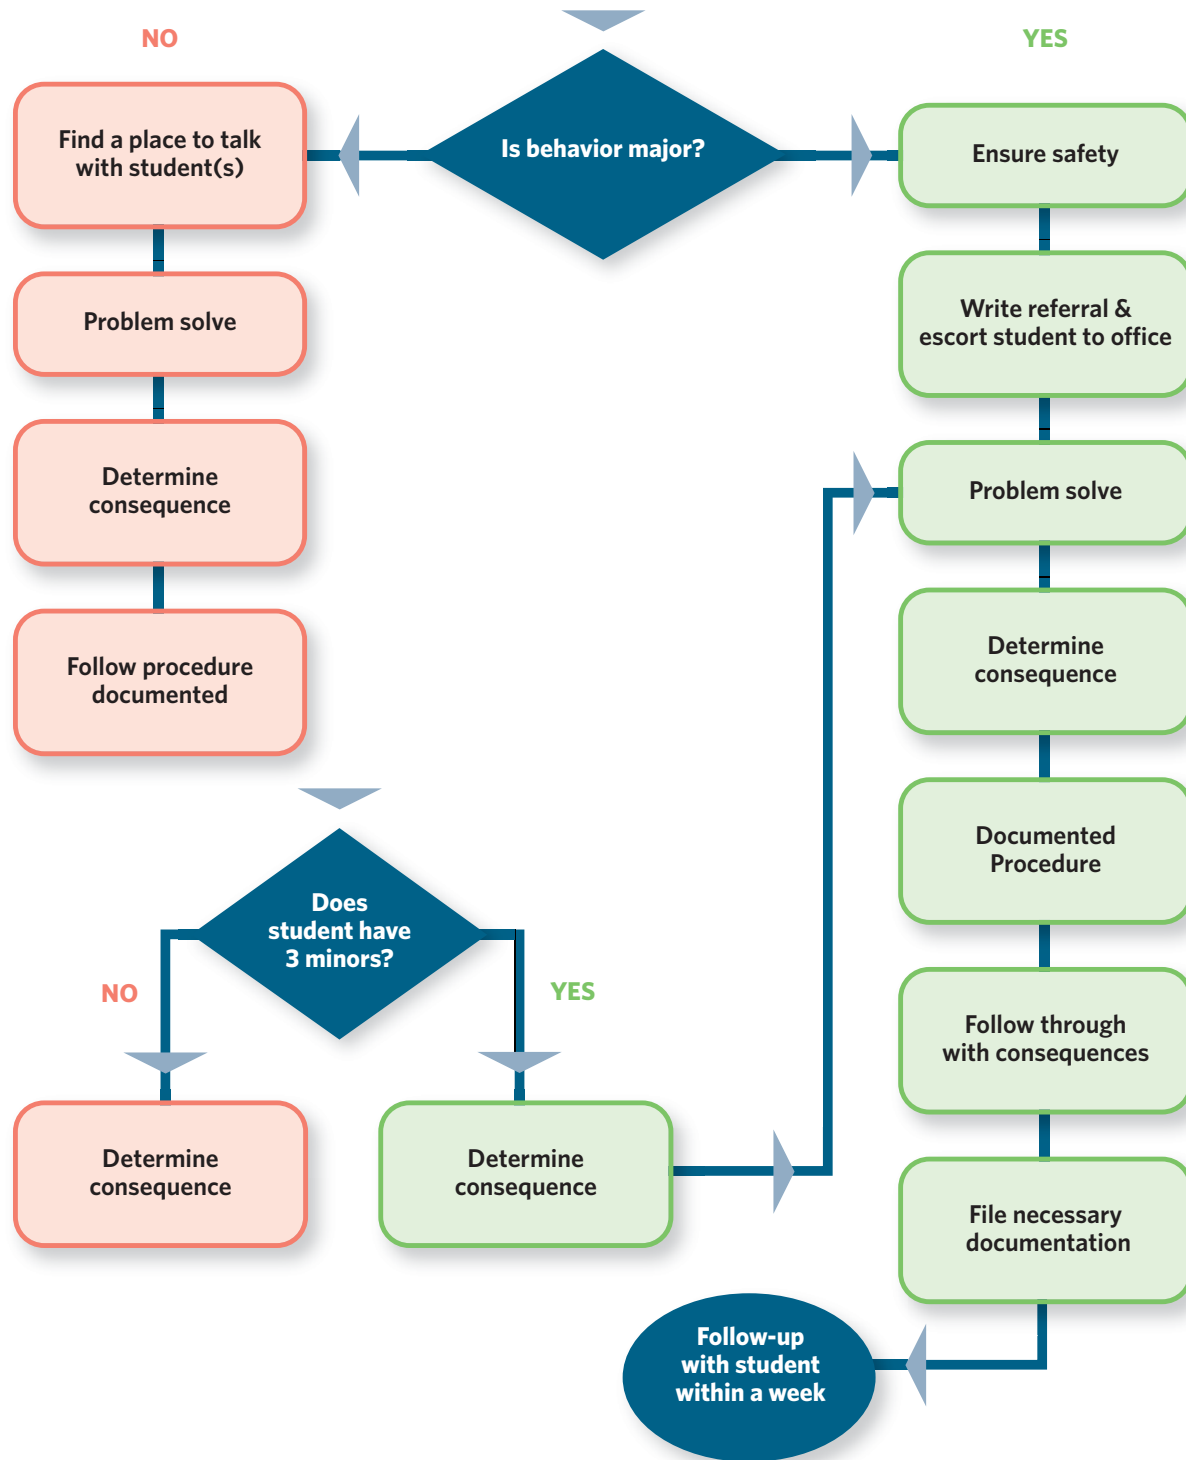 NO
YES
Is behavior major?
Find a place to talk
with student(s)
Problem solve
Determine
consequence
Follow procedure
documented
Ensure safety
Write referral &
escort student to office
Problem solve
Determine
consequence
Documented
Procedure
Follow through
with consequences
File necessary
documentation
Does
student have
3 minors?
NO
YES
Determine
consequence
Determine
consequence
Follow-up
with student
within a week